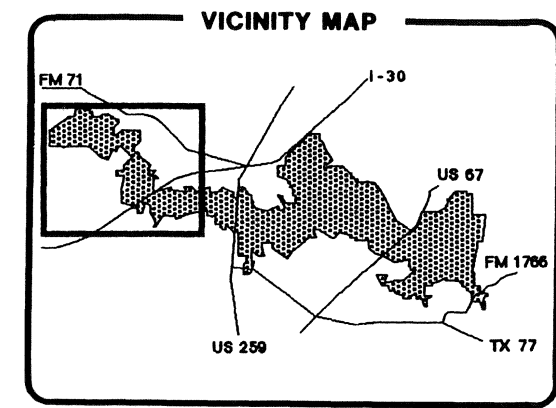 VICINITY MAP
FM 71
I-30
US 67
FM 1766
US 259
TX 77